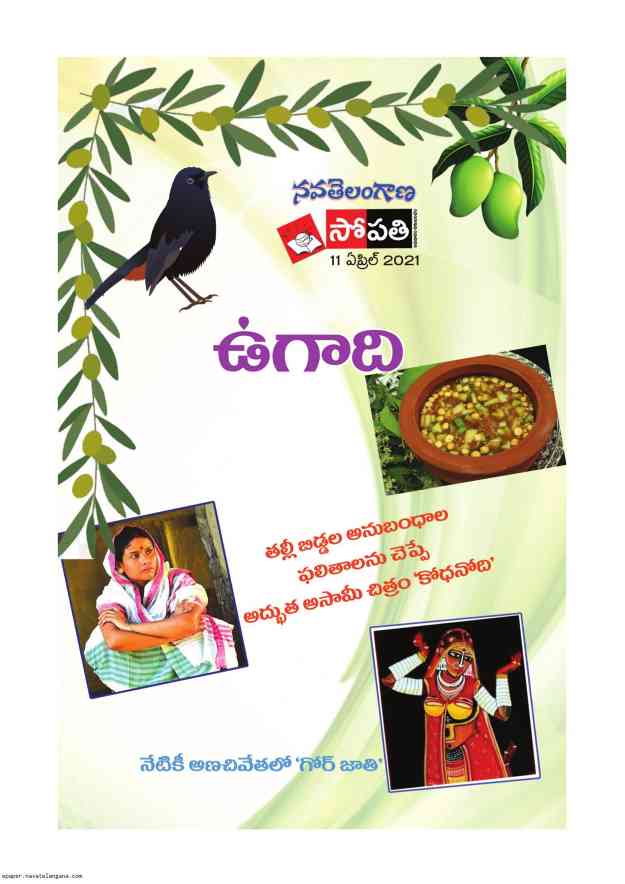 నవతెలంగాణ
సోపతి
11 ఏప్రిల్ 2021
ఉగాది
తల్లీ బిడ్డల అనుబంధాల
ఫలితాలను చెప్పే
అద్భుత అసామీ చిత్రం ‘కోధనోది’
నేటికీ అణచివేతలో ‘గోర్ జాతి’
epaper.navatelangana.com